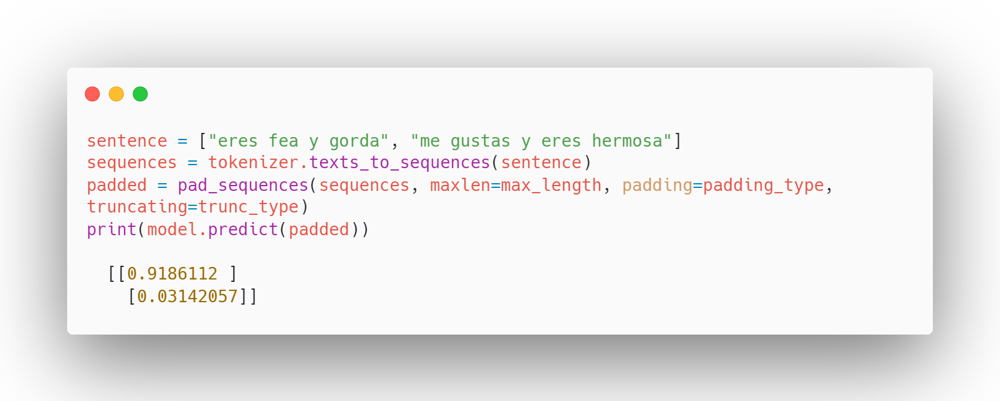 sentence = ["eres fea y gorda", "me gustas y eres hermosa"]
sequences = tokenizer.texts_to_sequences(sentence)
padded = pad_sequences(sequences, maxlen=max_length, padding=padding_type,
truncating=trunc_type)
print(model.predict(padded))

  [[0.9186112 ]
    [0.03142057]]